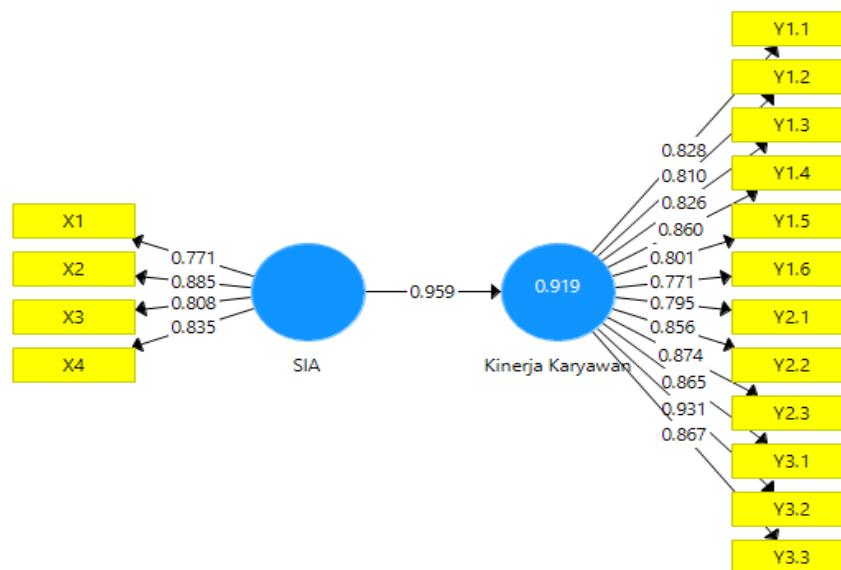 X1
X2
X3
X4
0.771
0.885
0.808
0.835
SIA
0.959
0.919
Kinerja Karyawan
0.828
0.810
0.826
0.860
0.801
0.771
0.795
0.856
0.874
0.865
0.931
0.867
Y1.1
Y1.2
Y1.3
Y1.4
Y1.5
Y1.6
Y2.1
Y2.2
Y2.3
Y3.1
Y3.2
Y3.3